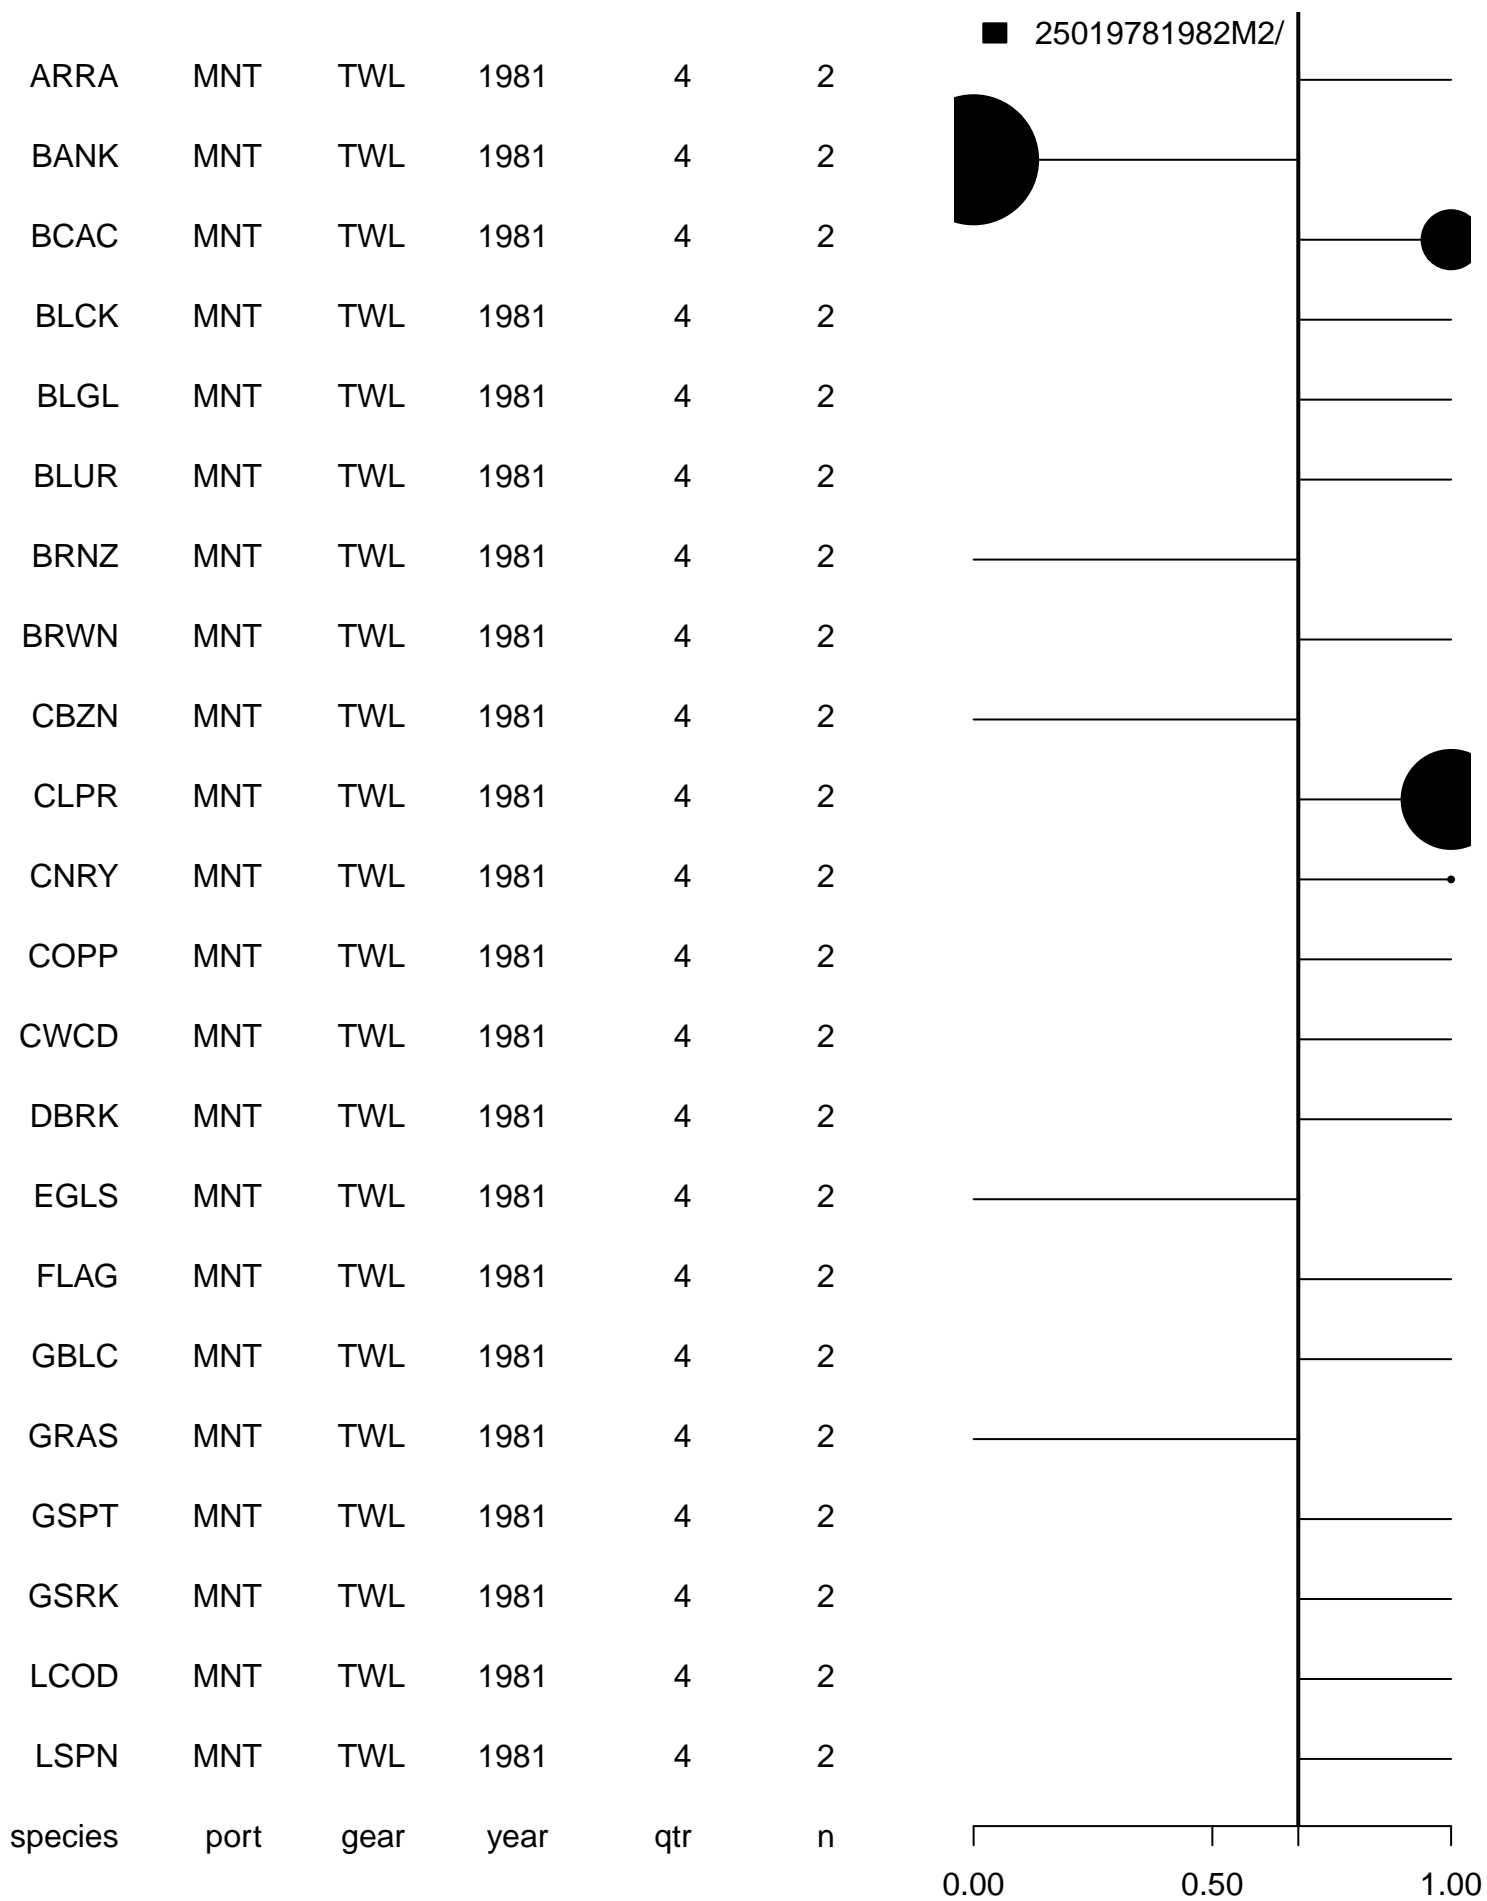 25019781982M2/
ARRA MNT TWL 1981 4 2
BANK MNT TWL 1981 4 2
BCAC MNT TWL 1981 4 2
BLCK MNT TWL 1981 4 2
BLGL MNT TWL 1981 4 2
BLUR MNT TWL 1981 4 2
BRNZ MNT TWL 1981 4 2
BRWN MNT TWL 1981 4 2
CBZN MNT TWL 1981 4 2
CLPR MNT TWL 1981 4 2
CNRY MNT TWL 1981 4 2
COPP MNT TWL 1981 4 2
CWCD MNT TWL 1981 4 2
DBRK MNT TWL 1981 4 2
EGLS MNT TWL 1981 4 2
FLAG MNT TWL 1981 4 2
GBLC MNT TWL 1981 4 2
GRAS MNT TWL 1981 4 2
GSPT MNT TWL 1981 4 2
GSRK MNT TWL 1981 4 2
LCOD MNT TWL 1981 4 2
LSPN MNT TWL 1981 4 2
species port gear year qtr n
0.00 0.50 1.00